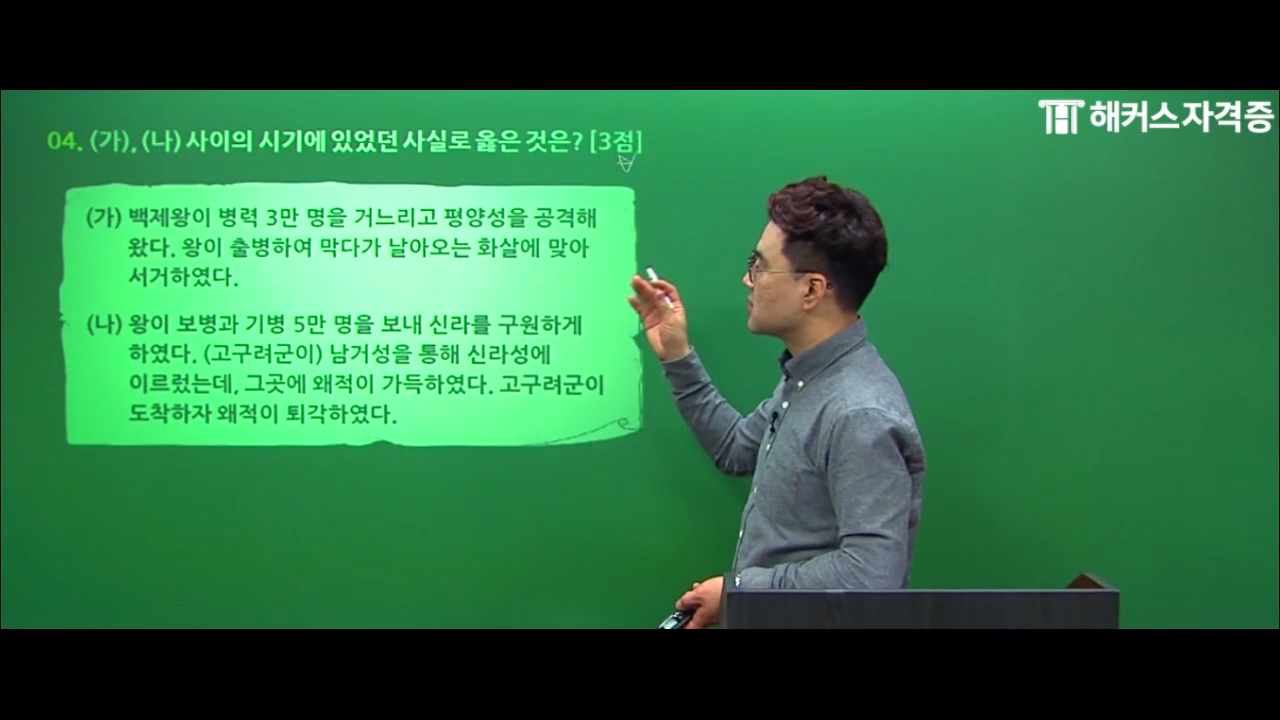 해커스자격증
04. (가), (나) 사이의 시기에 있었던 사실로 옳은 것은? [3점]
(가) 백제왕이 병력 3만 명을 거느리고 평양성을 공격해
왔다. 왕이 출병하여 막다가 날아오는 화살에 맞아
서거하였다.
(나) 왕이 보병과 기병 5만 명을 보내 신라를 구원하게
하였다. (고구려군이) 남거성을 통해 신라성에
이르렀는데, 그곳에 왜적이 가득하였다. 고구려군이
도착하자 왜적이 퇴각하였다.